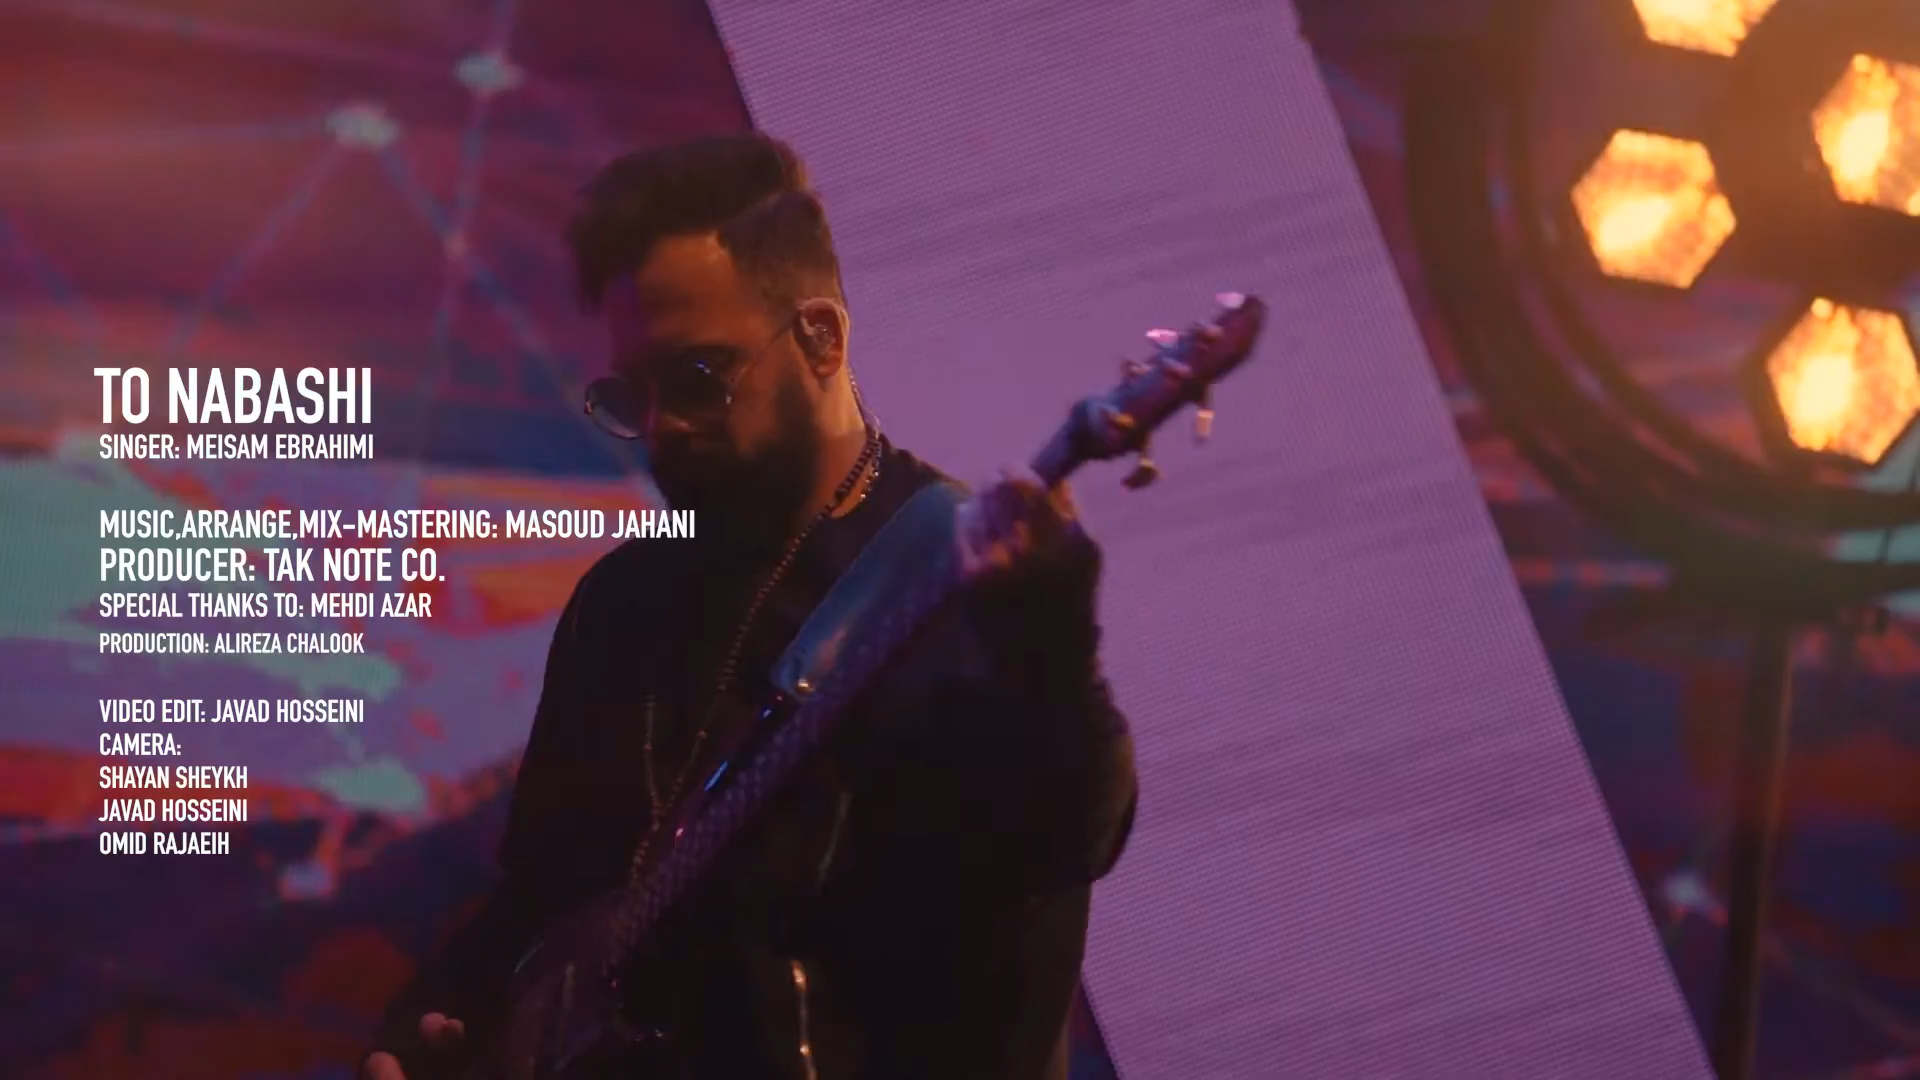 TO NABASHI
SINGER: MEISAM EBRAHIMI
MUSIC,ARRANGE,MIX-MASTERING: MASOUD JAHANI
PRODUCER: TAK NOTE CO.
SPECIAL THANKS TO: MEHDI AZAR
PRODUCTION: ALIREZA CHALOOK
VIDEO EDIT: JAVAD HOSSEINI
CAMERA:
SHAYAN SHEYKH
JAVAD HOSSEINI
OMID RAJAEIH